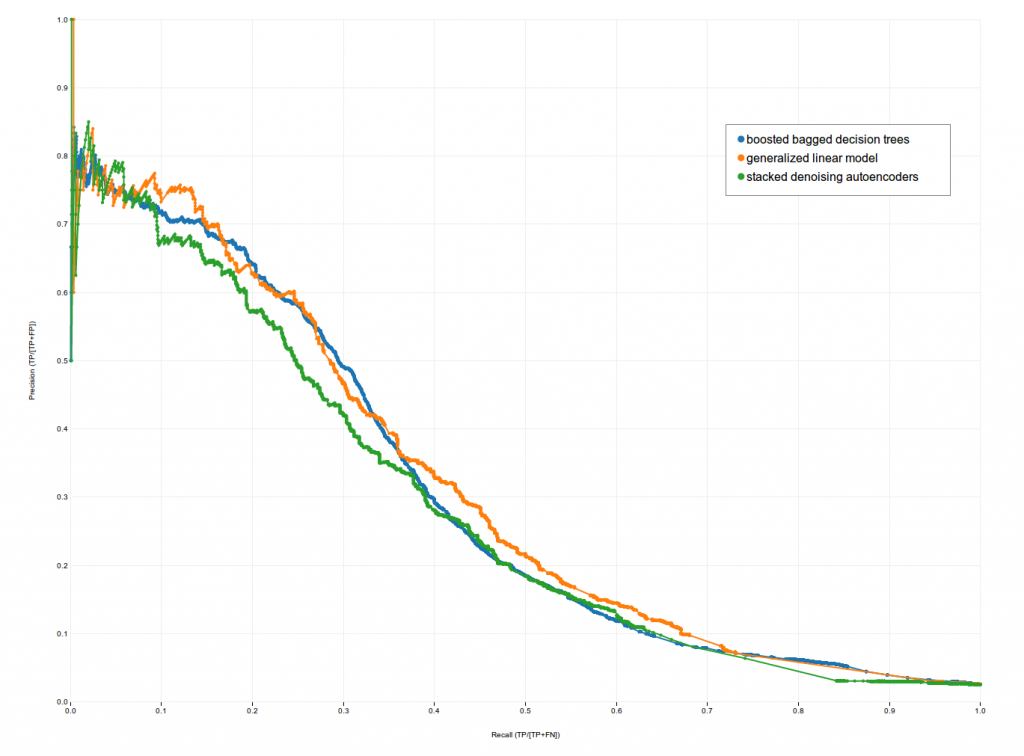 1.0
0.9
0.8
0.7
0.6
0.5
0.4
0.3
0.2
0.1
0.0
Precision (TP/[TP+FP])
boosted bagged decision trees
generalized linear model
stacked denoising autoencoders
0.0 0.1 0.2 0.3 0.4 0.5 0.6 0.7 0.8 0.9 1.0
Recall (TP/[TP+FN])